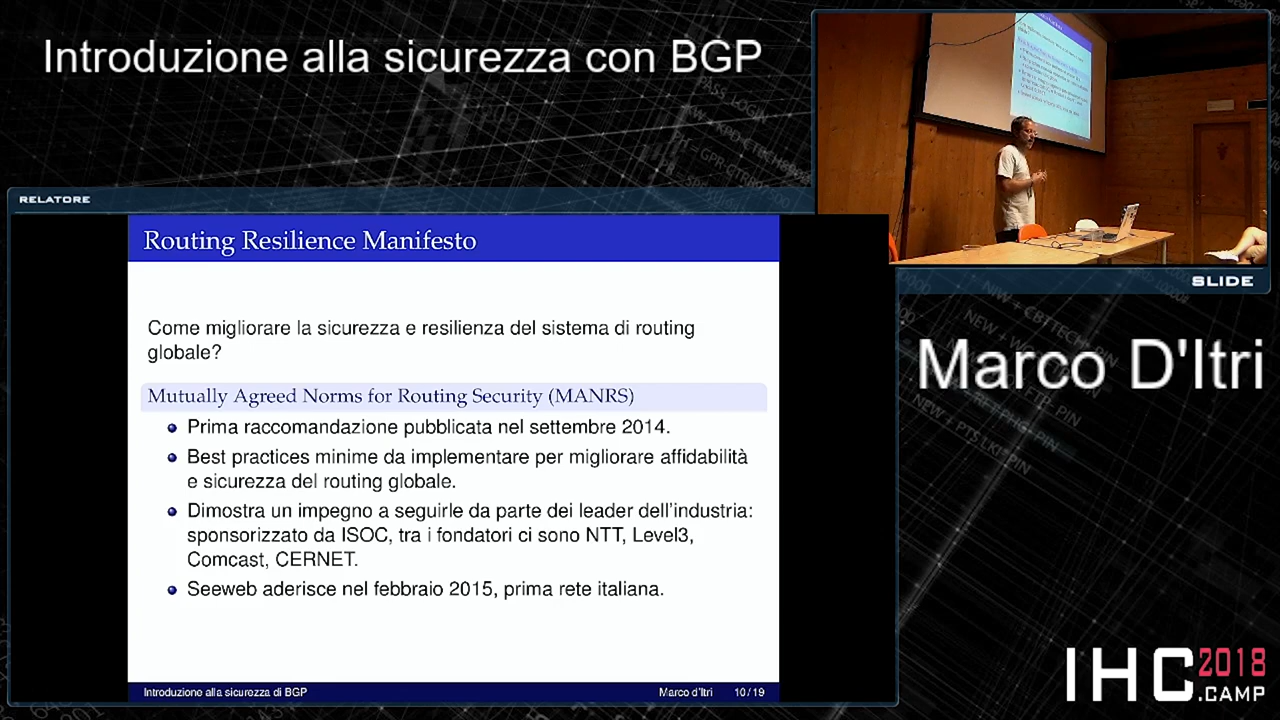 Introduzione alla sicurezza con BGP
RELATORE
Routing Resilience Manifesto
Come migliorare la sicurezza e resilienza del sistema di routing
globale?
Mutually Agreed Norms for Routing Security (MANRS)
Prima raccomandazione pubblicata nel settembre 2014.
Best practices minime da implementare per migliorare affidabilità
e sicurezza del routing globale.
Dimostra un impegno a seguirle da parte dei leader dell'industria:
sponsorizzato da ISOC, tra i fondatori ci sono NTT, Level3,
Comcast, CERNET.
Seeweb aderisce nel febbraio 2015, prima rete italiana.
Introduzione alla sicurezza di BGP
Marco d'Itri
10/19
SLIDE
Marco D'Itri
IHC 2018
.CAMP